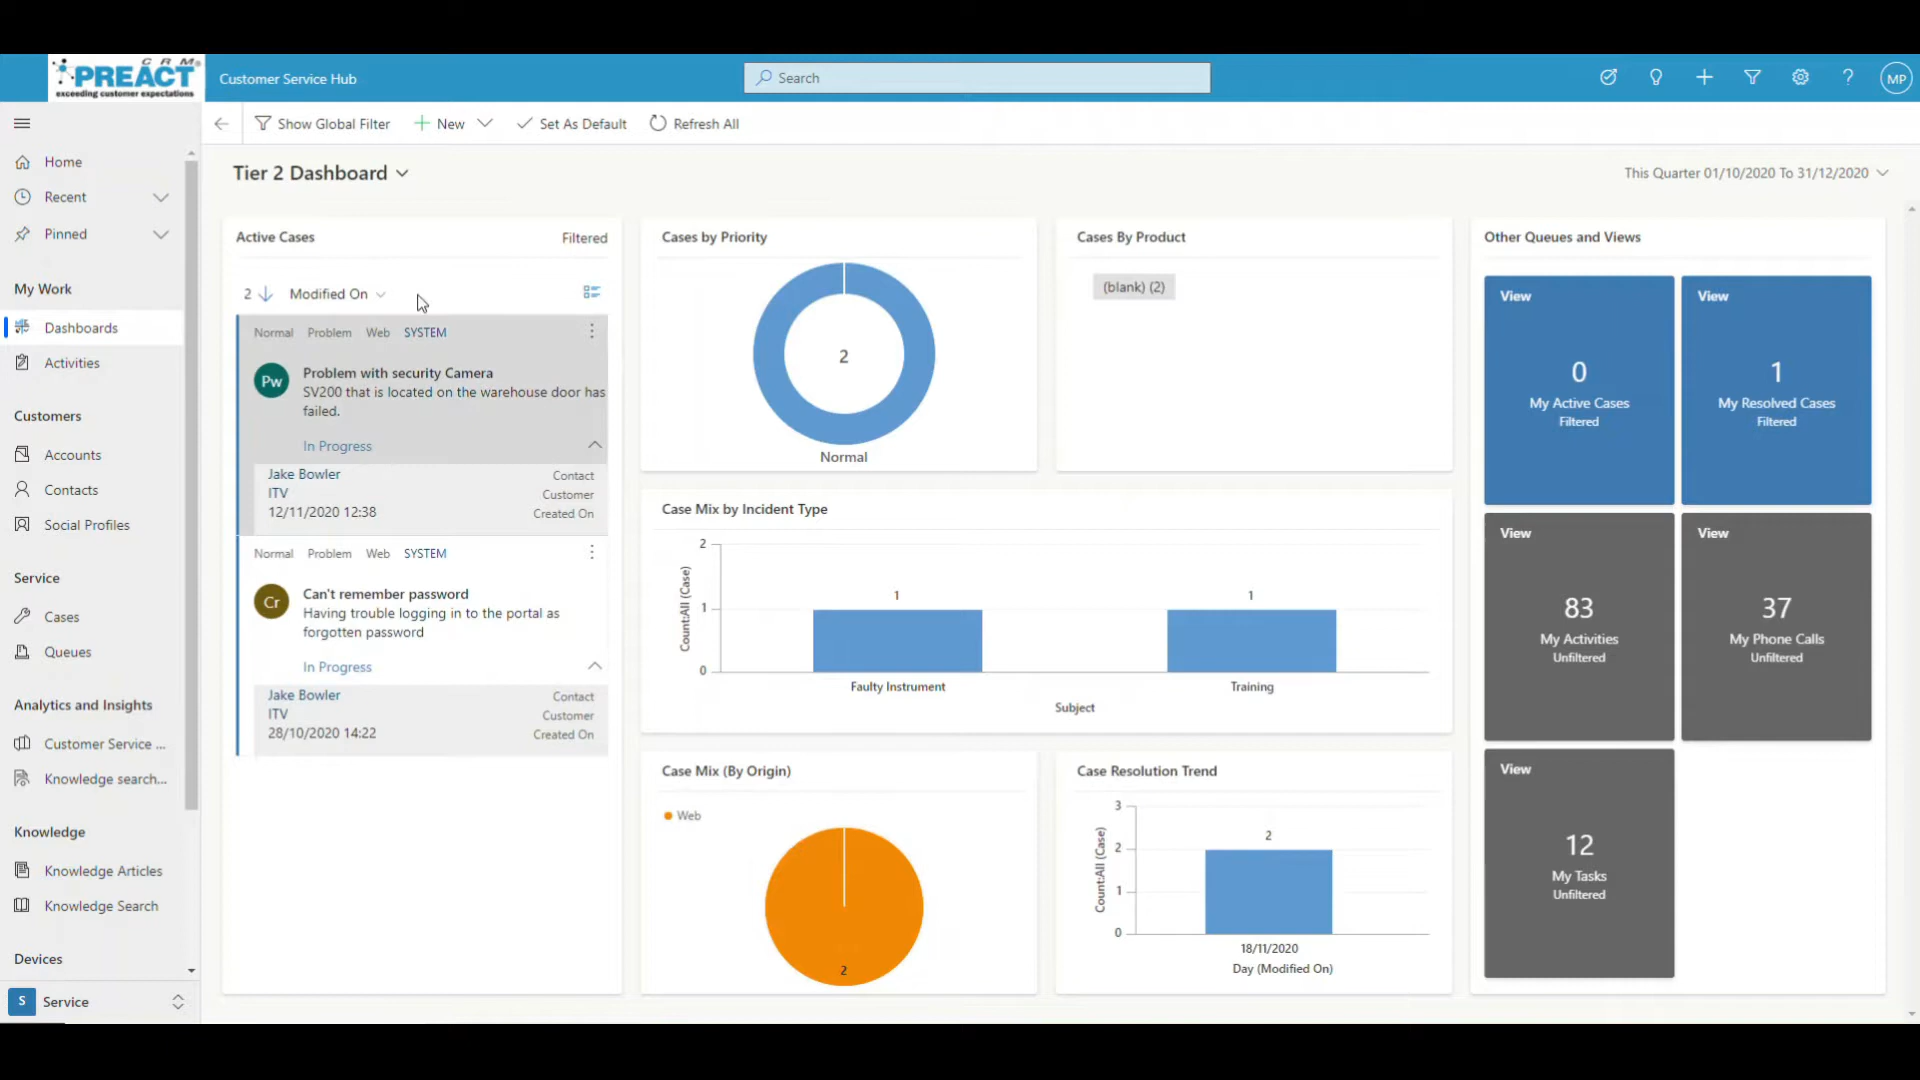 CRM
PREACT
exceeding customer expectations
Customer Service Hub
Search
MP
Show Global Filter
New
Set As Default
Refresh All
Home
Recent
Pinned
My Work
Dashboards
Activities
Customers
Accounts
Contacts
Social Profiles
Service
Cases
Queues
Analytics and Insights
Customer Service ...
Knowledge search...
Knowledge
Knowledge Articles
Knowledge Search
Devices
S Service
Tier 2 Dashboard
This Quarter 01/10/2020 To 31/12/2020
Active Cases Filtered
2 Modified On
Normal Problem Web SYSTEM
Pw
Problem with security Camera
SV200 that is located on the warehouse door has
failed.
In Progress
Jake Bowler Contact
ITV Customer
12/11/2020 12:38 Created On
Normal Problem Web SYSTEM
Cr
Can't remember password
Having trouble logging in to the portal as
forgotten password
In Progress
Jake Bowler Contact
ITV Customer
28/10/2020 14:22 Created On
Cases by Priority
2
Normal
Cases By Product
(blank) (2)
Case Mix by Incident Type
Count:All (Case)
2
1
0
1
1
Faulty Instrument
Training
Subject
Case Mix (By Origin)
Web
2
Case Resolution Trend
Count:All (Case)
3
2
1
0
2
18/11/2020
Day (Modified On)
Other Queues and Views
View
0
My Active Cases
Filtered
View
1
My Resolved Cases
Filtered
View
83
My Activities
Unfiltered
View
37
My Phone Calls
Unfiltered
View
12
My Tasks
Unfiltered